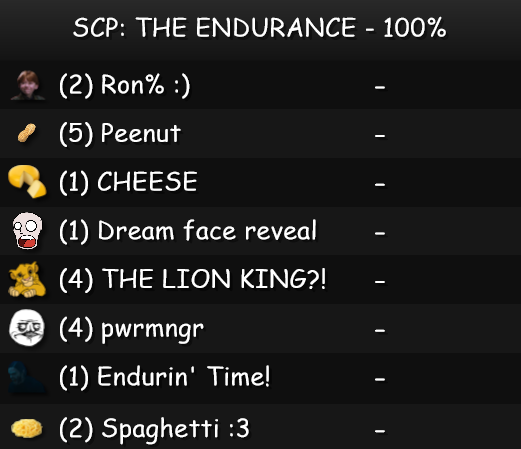 SCP: THE ENDURANCE - 100%
(2) Ron% :) -
(5) Peenut -
(1) CHEESE -
(1) Dream face reveal -
(4) THE LION KING?! -
(4) pwrmngr -
(1) Endurin' Time! -
(2) Spaghetti :3 -